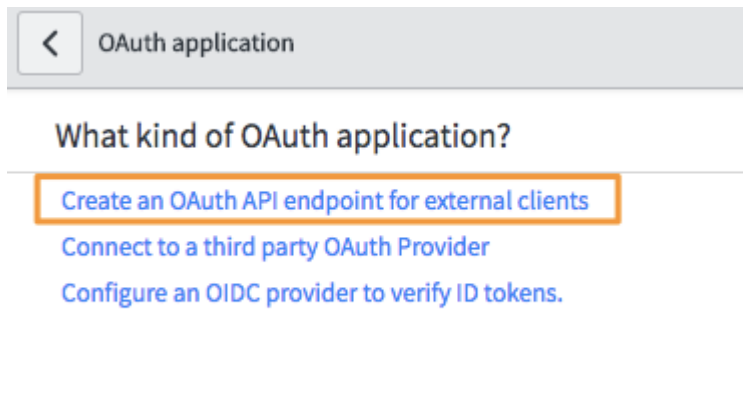 OAuth application
What kind of OAuth application?
Create an OAuth API endpoint for external clients
Connect to a third party OAuth Provider
Configure an OIDC provider to verify ID tokens.